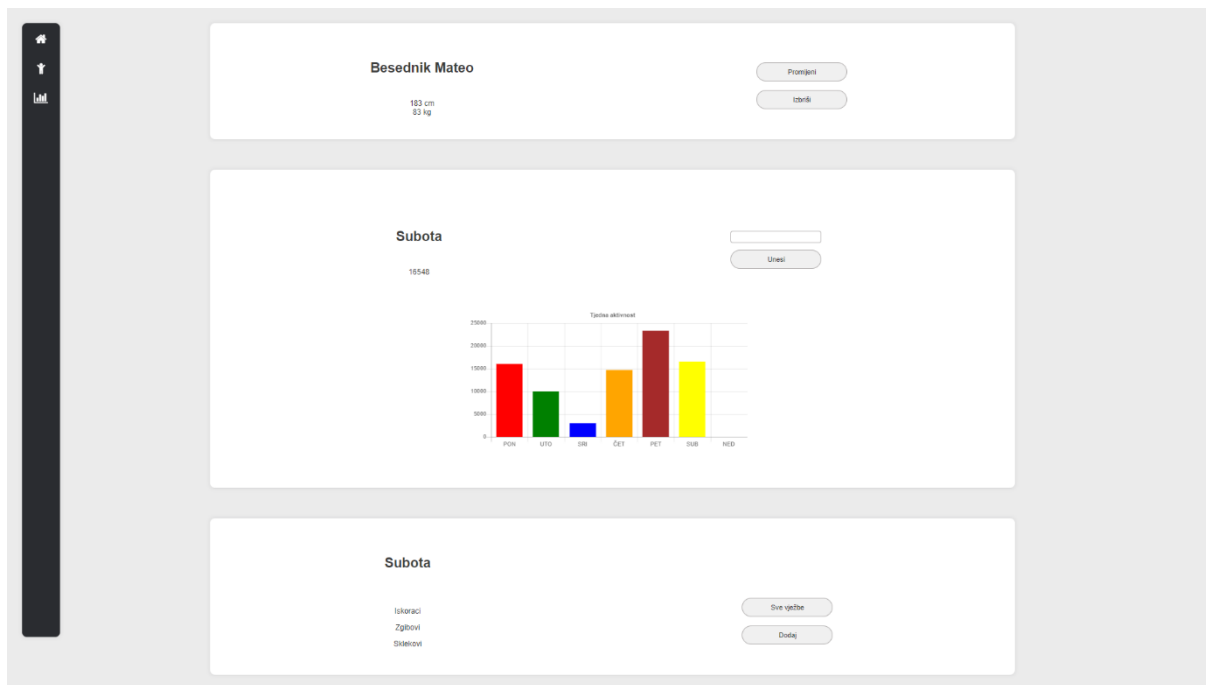 Besednik Mateo
Promjeni
183 cm
83 kg
Izbriši
Subota
Unesi
16548
Tjedna aktivnost
25000
20000
15000
10000
5000
0
PON UTO SRI ČET PET SUB NED
Subota
Iskoraci
Zgibovi
Sklekovi
Sve vježbe
Dodaj